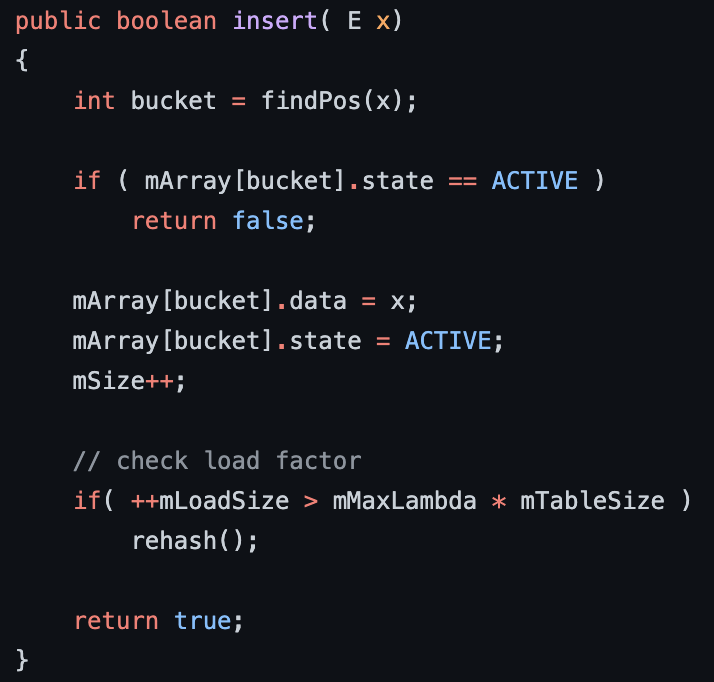 public boolean insert( E x)
{
    int bucket = findPos(x);

    if ( mArray[bucket].state == ACTIVE )
        return false;

    mArray[bucket].data = x;
    mArray[bucket].state = ACTIVE;
    mSize++;

    // check load factor
    if( ++mLoadSize > mMaxLambda * mTableSize )
        rehash();

    return true;
}